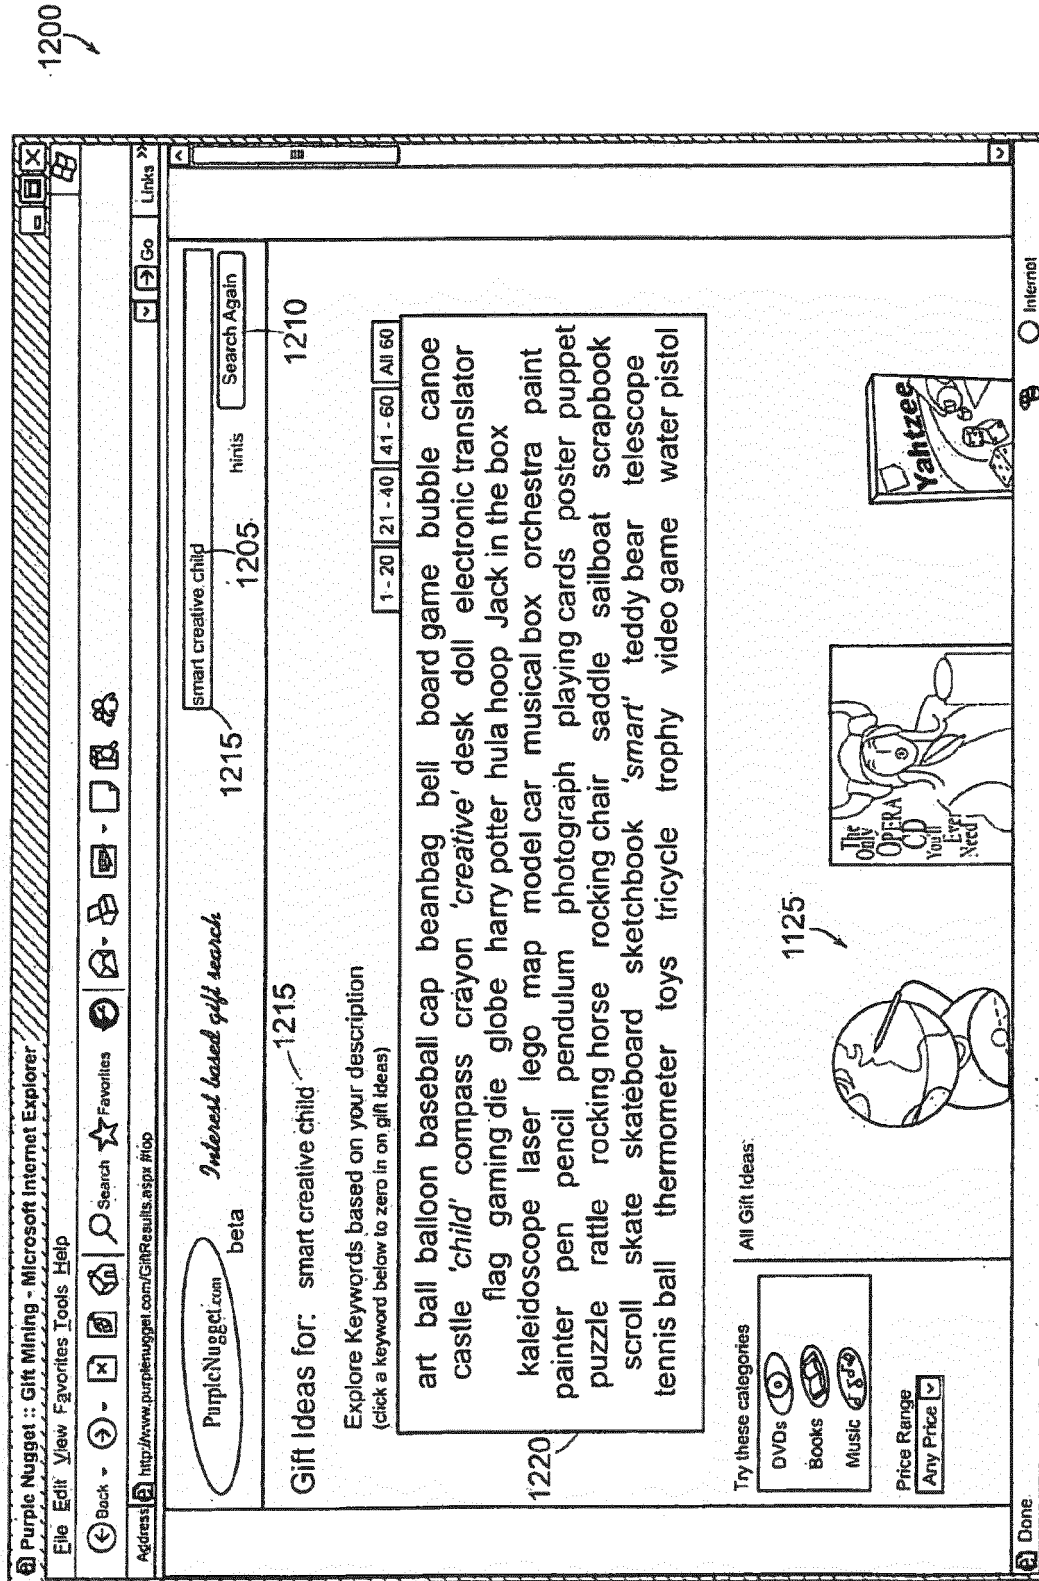 1200
Purple Nugget :: Gift Mining - Microsoft Internet Explorer
File Edit View Favorites Tools Help
Back Search Favorites
Address http://www.purplenugget.com/GiftResults.aspx #top Go Links »
PurpleNugget.com
beta
Interest based gift search
smart creative child
1205
hints
Search Again
1215
1210
Gift Ideas for: smart creative child
1215
Explore Keywords based on your description
(click a keyword below to zero in on gift ideas)
1 - 20 21 - 40 41 - 60 All 60
art ball balloon baseball cap beanbag bell board game bubble canoe
castle 'child' compass crayon 'creative' desk doll electronic translator
flag gaming die globe harry potter hula hoop Jack in the box
kaleidoscope laser lego map model car musical box orchestra paint
painter pen pencil pendulum photograph playing cards poster puppet
puzzle rattle rocking horse rocking chair saddle sailboat scrapbook
scroll skate skateboard sketchbook 'smart' teddy bear telescope
tennis ball thermometer toys tricycle trophy video game water pistol
1220
Try these categories
DVDs
Books
Music
Price Range
Any Price
All Gift Ideas
1125
The
Only
OPERA
CD
You'll
Ever
Need
Yahtzee
Done
Internet